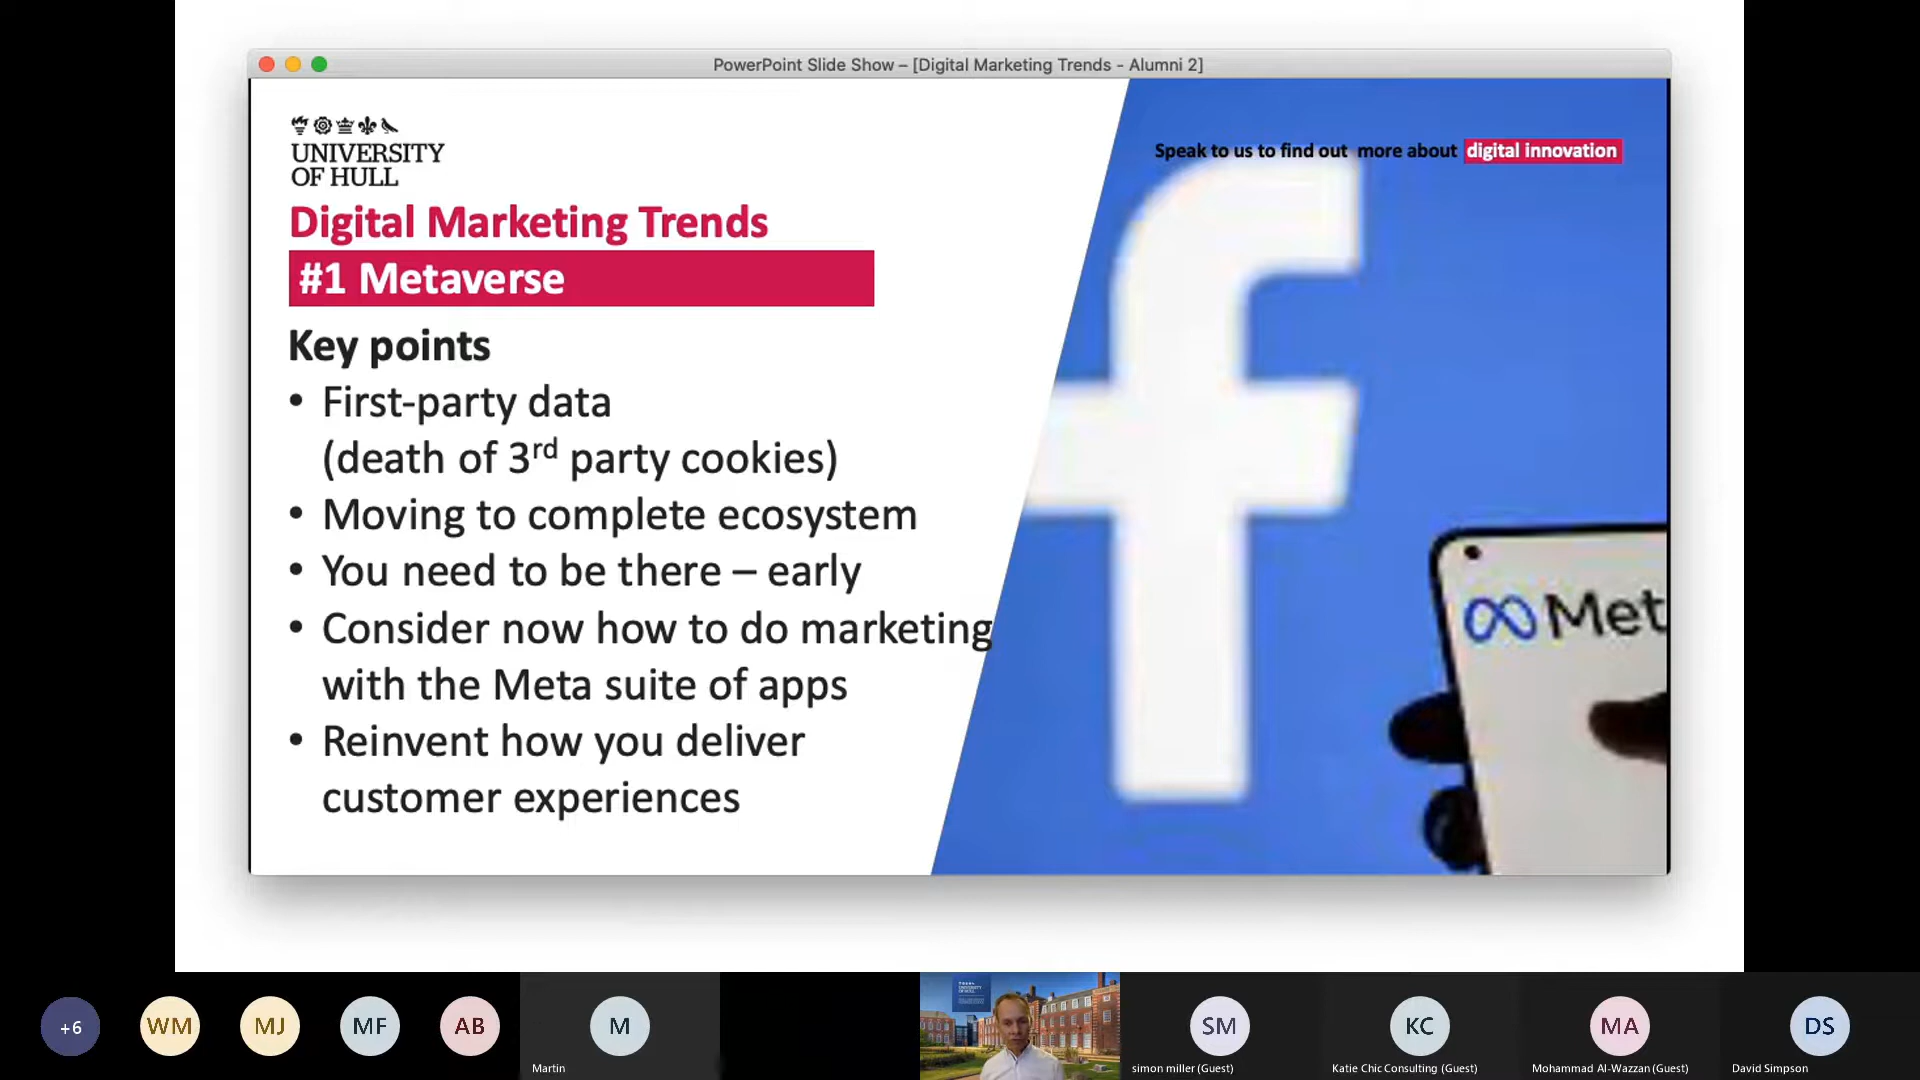 PowerPoint Slide Show – [Digital Marketing Trends - Alumni 2]
UNIVERSITY
OF HULL
Speak to us to find out more about digital innovation
Digital Marketing Trends
#1 Metaverse
Key points
• First-party data
(death of 3rd party cookies)
• Moving to complete ecosystem
• You need to be there – early
• Consider now how to do marketing
with the Meta suite of apps
• Reinvent how you deliver
customer experiences
f
Met
+6
WM
MJ
MF
AB
M
Martin
UNIVERSITY
OF HULL
SM
simon miller (Guest)
KC
Katie Chic Consulting (Guest)
MA
Mohammad Al-Wazzan (Guest)
DS
David Simpson